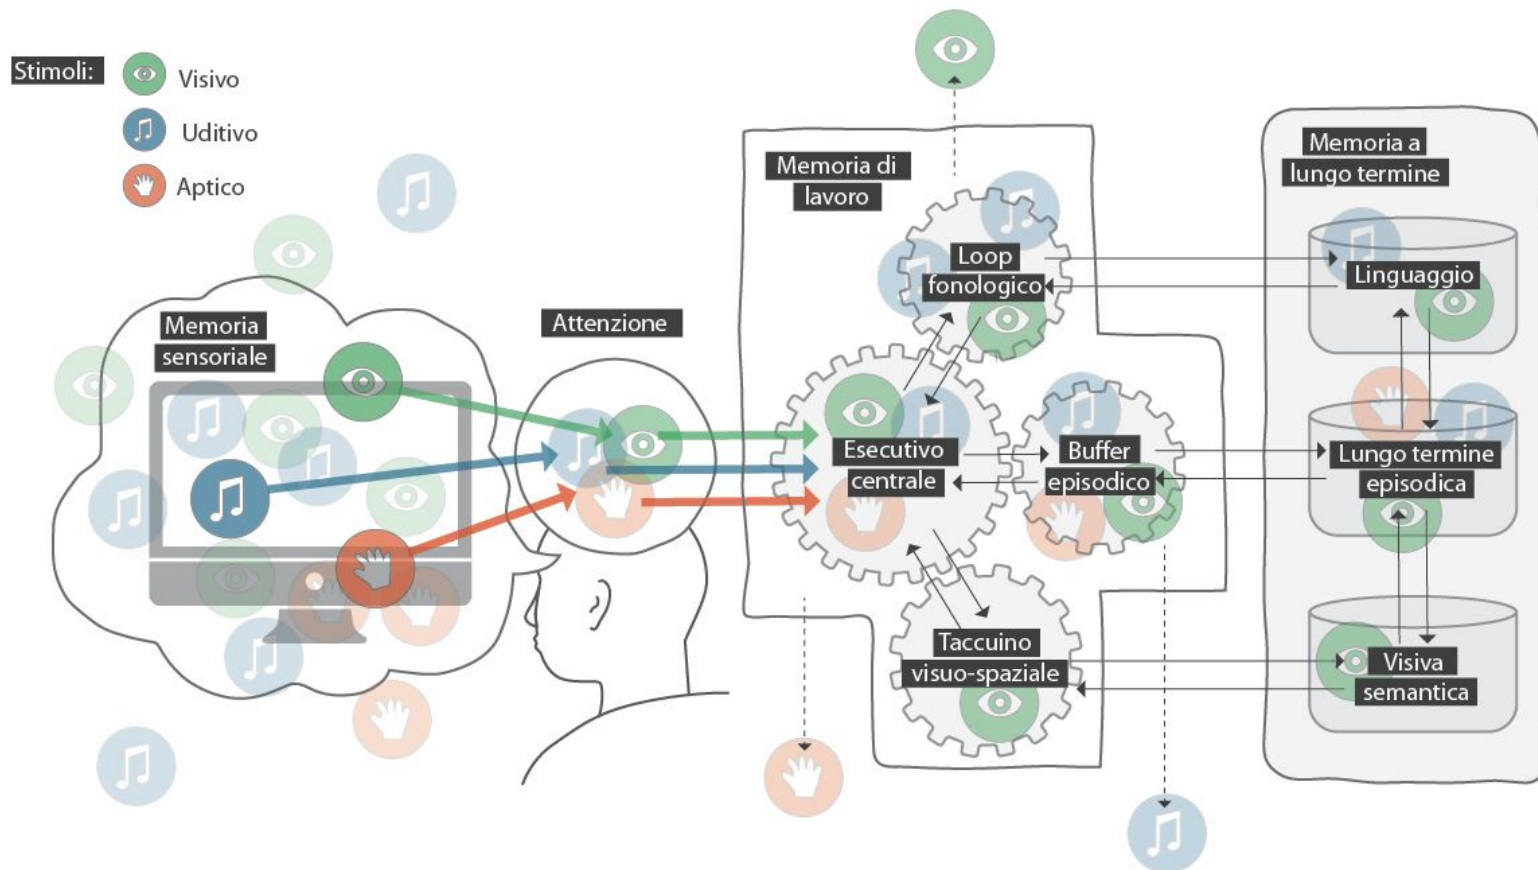 Stimoli:
Visivo
Uditivo
Aptico
Memoria
sensoriale
Attenzione
Memoria di
lavoro
Loop
fonologico
Esecutivo
centrale
Buffer
episodico
Taccuino
visuo-spaziale
Memoria a
lungo termine
Linguaggio
Lungo termine
episodica
Visiva
semantica